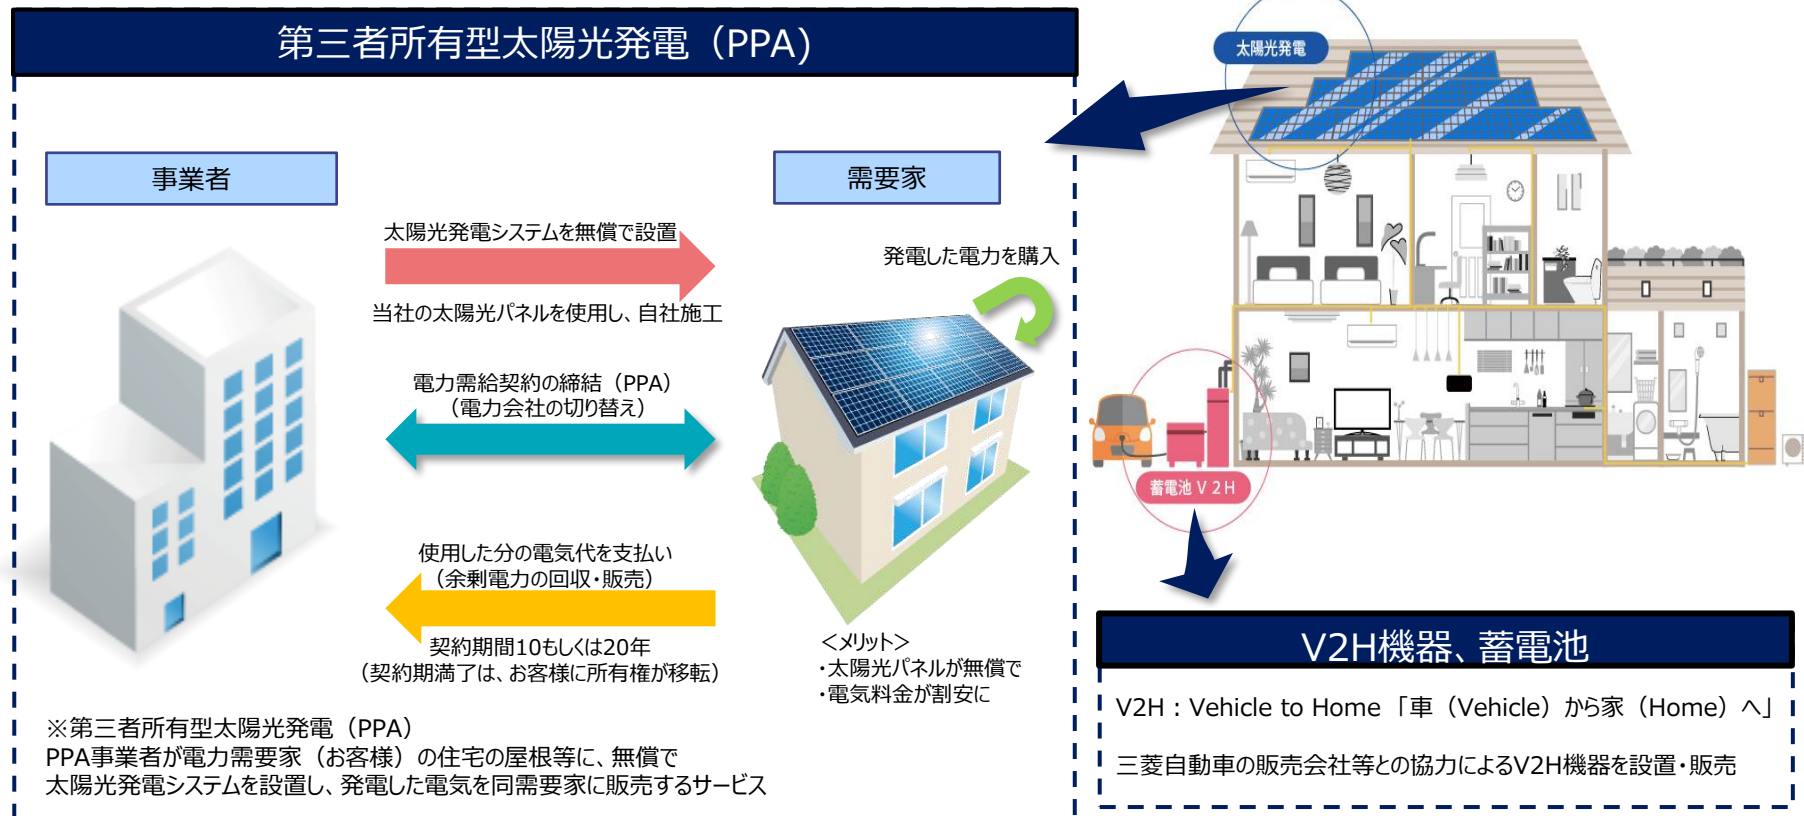 第三者所有型太陽光発電（PPA）
事業者
需要家
太陽光発電システムを無償で設置
当社の太陽光パネルを使用し、自社施工
発電した電力を購入
電力需給契約の締結（PPA）
（電力会社の切り替え）
使用した分の電気代を支払い
（余剰電力の回収・販売）
契約期間10もしくは20年
（契約期満了は、お客様に所有権が移転）
＜メリット＞
・太陽光パネルが無償で
・電気料金が割安に
※第三者所有型太陽光発電（PPA）
PPA事業者が電力需要家（お客様）の住宅の屋根等に、無償で
太陽光発電システムを設置し、発電した電気を同需要家に販売するサービス
太陽光発電
蓄電池 V 2 H
V2H機器、蓄電池
V2H：Vehicle to Home 「車（Vehicle）から家（Home）へ」
三菱自動車の販売会社等との協力によるV2H機器を設置・販売